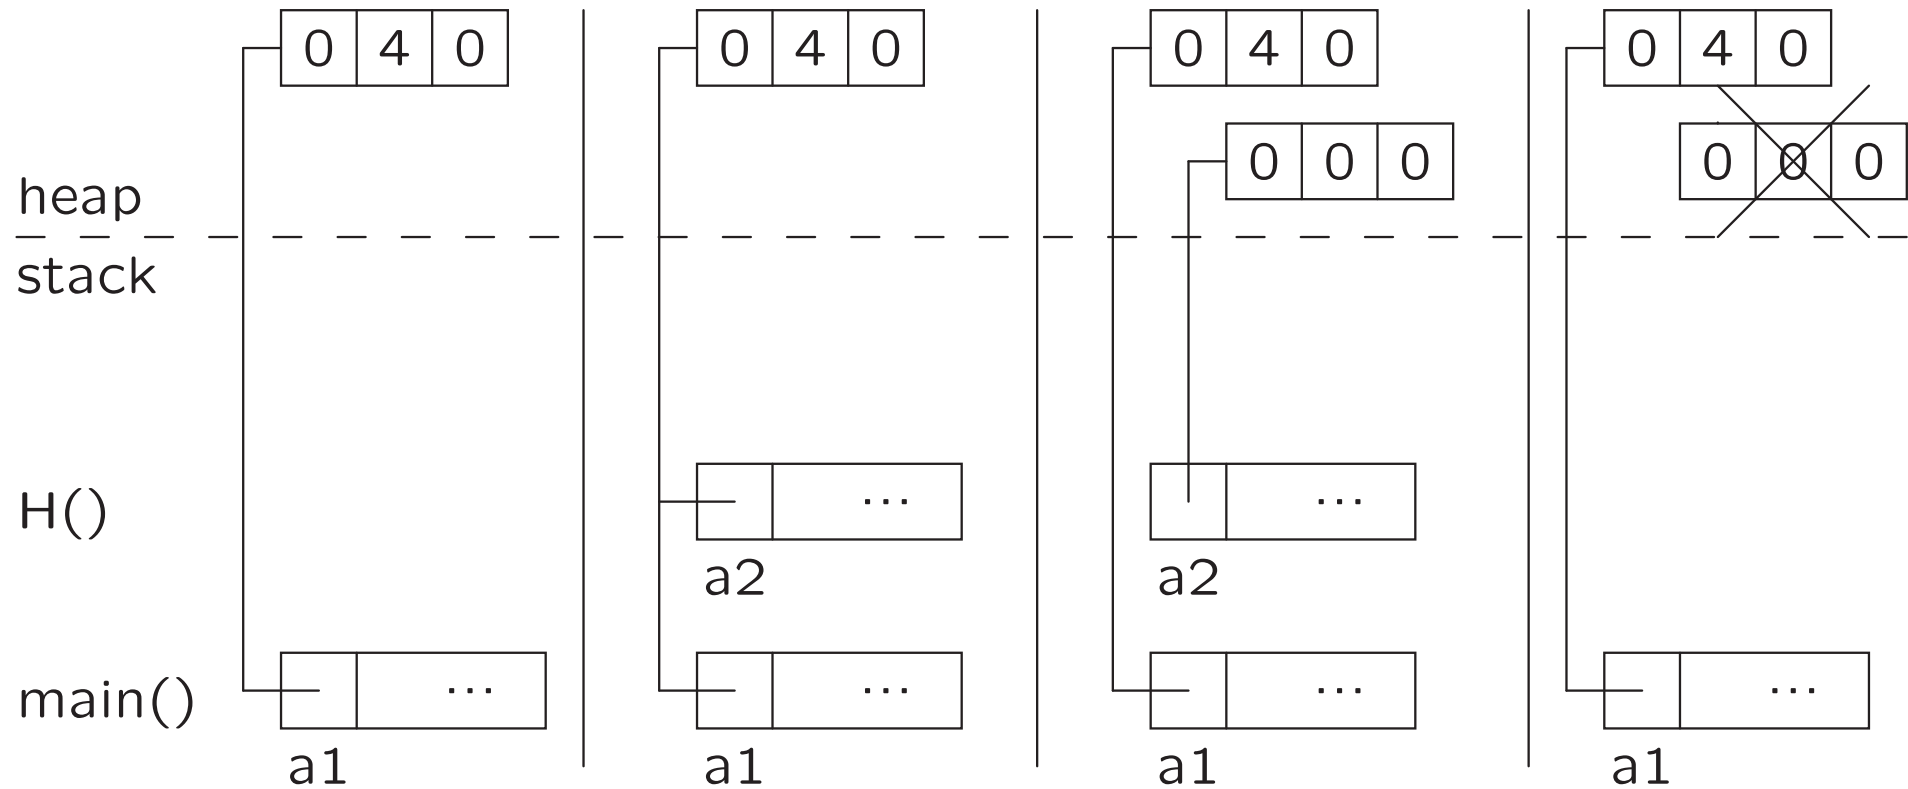 0 4 0 0 4 0 0 4 0 0 4 0
0 0 0 0 0 0
heap
stack
H() ... ...
a2 a2
main() ... ... ... ...
a1 a1 a1 a1